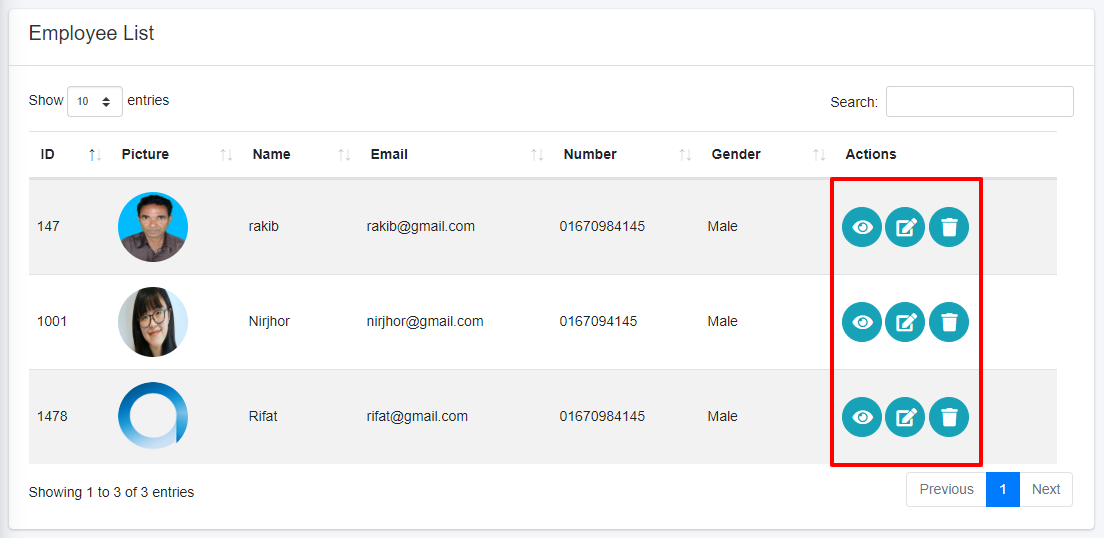 Employee List
Show 10 entries Search:
ID Picture Name Email Number Gender Actions
147 rakib rakib@gmail.com 01670984145 Male
1001 Nirjhor nirjhor@gmail.com 0167094145 Male
1478 Rifat rifat@gmail.com 01670984145 Male
Showing 1 to 3 of 3 entries Previous 1 Next